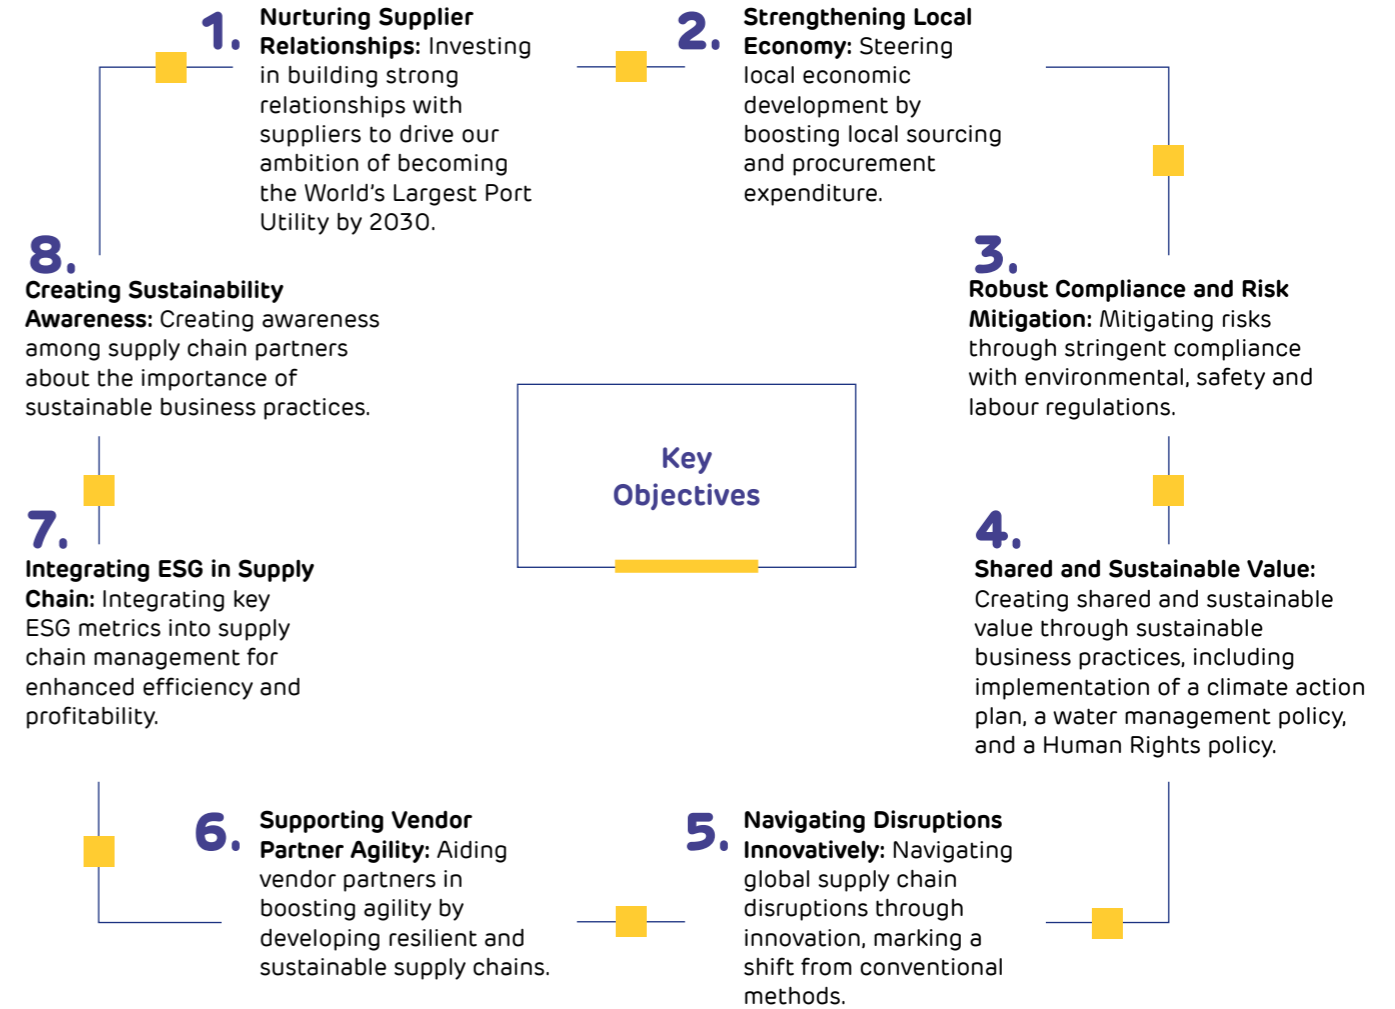 1.
Nurturing Supplier
Relationships: Investing
in building strong
relationships with
suppliers to drive our
ambition of becoming
the World's Largest Port
Utility by 2030.
2.
Strengthening Local
Economy: Steering
local economic
development by
boosting local sourcing
and procurement
expenditure.
3.
Robust Compliance and Risk
Mitigation: Mitigating risks
through stringent compliance
with environmental, safety and
labour regulations.
4.
Shared and Sustainable Value:
Creating shared and sustainable
value through sustainable
business practices, including
implementation of a climate action
plan, a water management policy,
and a Human Rights policy.
5.
Navigating Disruptions
Innovatively: Navigating
global supply chain
disruptions through
innovation, marking a
shift from conventional
methods.
6.
Supporting Vendor
Partner Agility: Aiding
vendor partners in
boosting agility by
developing resilient and
sustainable supply chains.
7.
Integrating ESG in Supply
Chain: Integrating key
ESG metrics into supply
chain management for
enhanced efficiency and
profitability.
8.
Creating Sustainability
Awareness: Creating awareness
among supply chain partners
about the importance of
sustainable business practices.
Key
Objectives